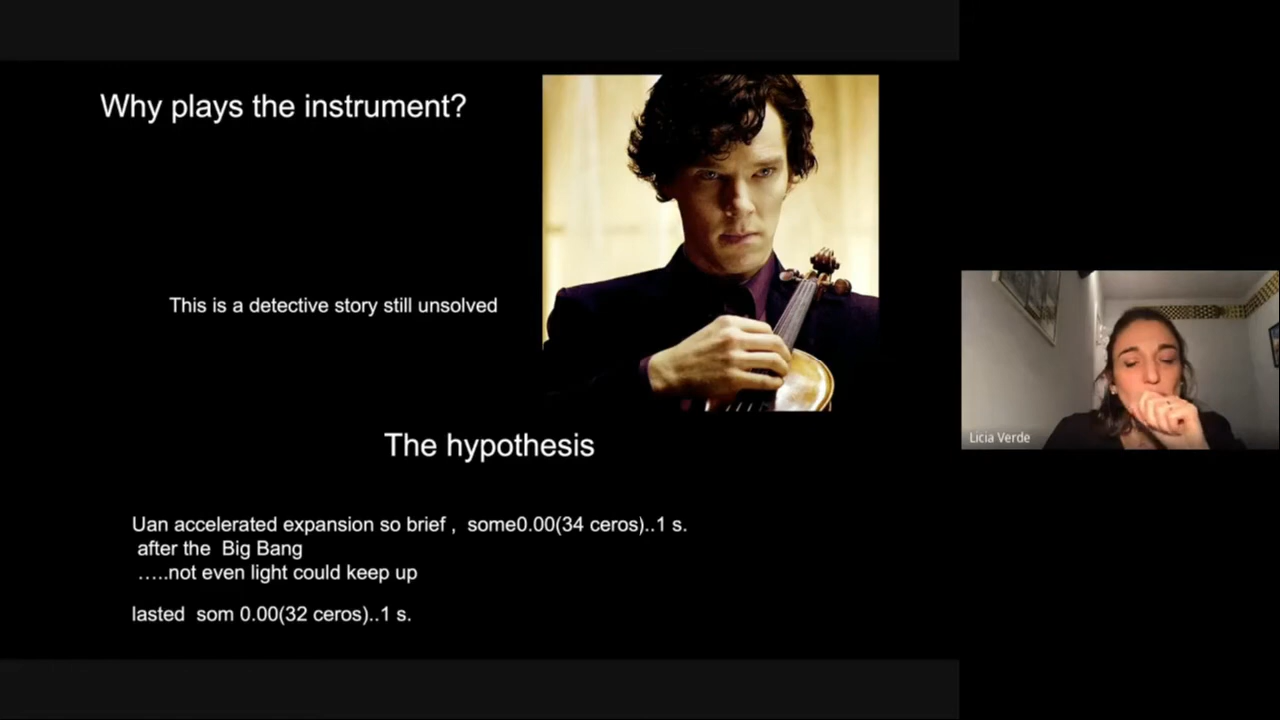 Why plays the instrument?
This is a detective story still unsolved
The hypothesis
Uan accelerated expansion so brief , some0.00(34 ceros)..1 s.
after the Big Bang
…..not even light could keep up
lasted som 0.00(32 ceros)..1 s.
Licia Verde